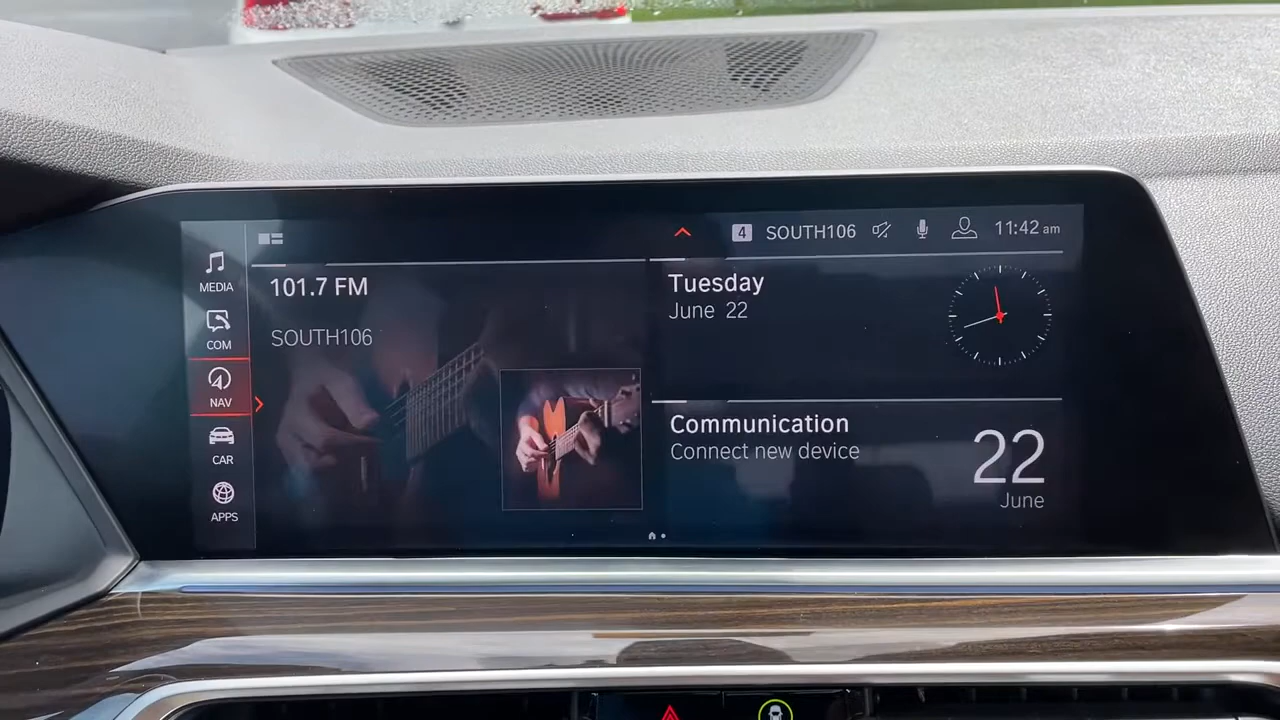 MEDIA
COM
NAV
CAR
APPS
4 SOUTH106 11:42 am
101.7 FM
SOUTH106
Tuesday
June 22
Communication
Connect new device
22
June